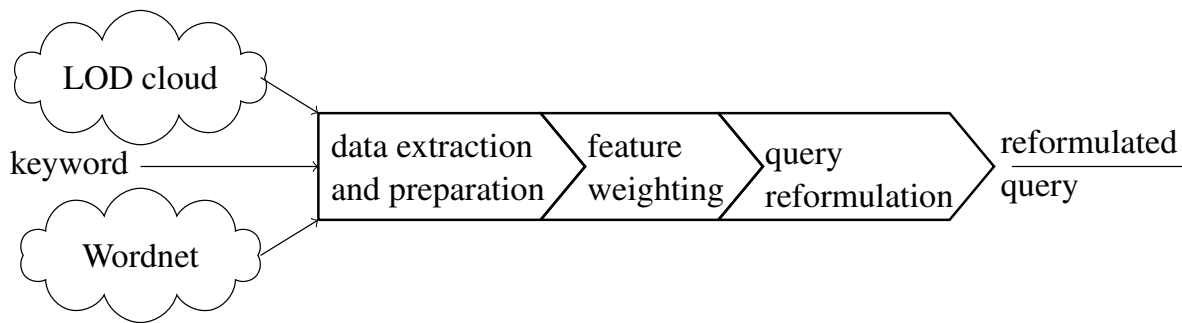 LOD cloud
keyword
Wordnet
data extraction
and preparation
feature
weighting
query
reformulation
reformulated
query